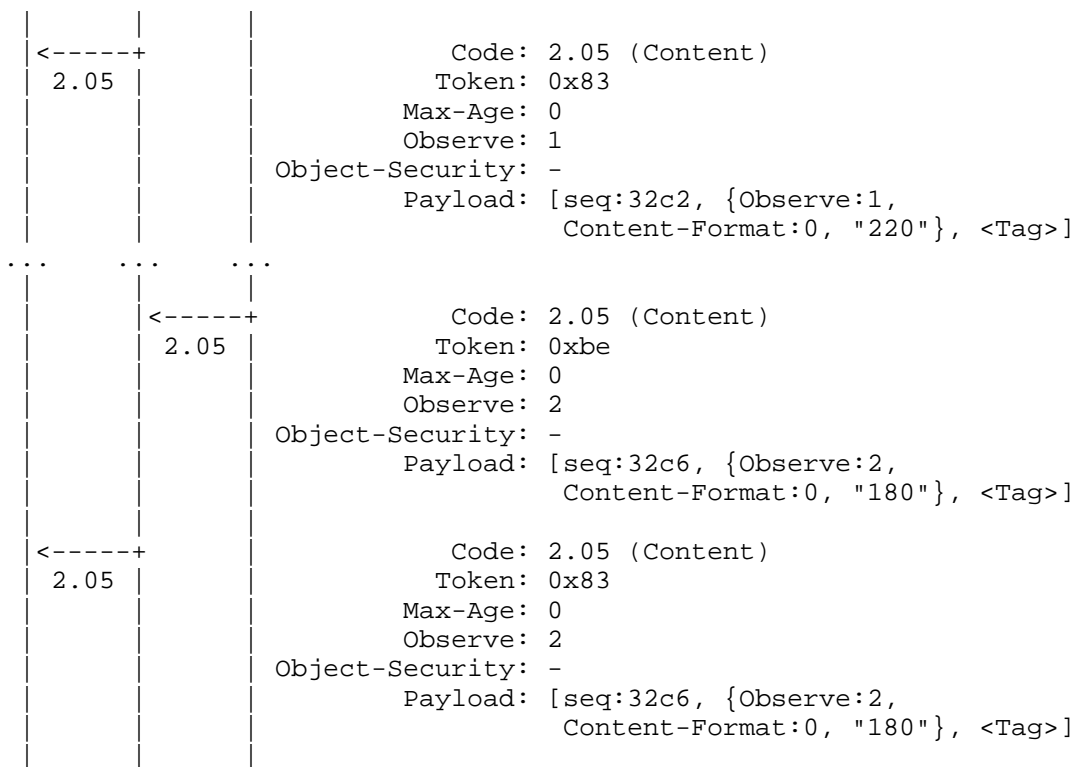 <-----+ Code: 2.05 (Content)
2.05 Token: 0x83
Max-Age: 0
Observe: 1
Object-Security: -
Payload: [seq:32c2, {Observe:1,
Content-Format:0, "220"}, <Tag>]
... ... ...
<-----+ Code: 2.05 (Content)
2.05 Token: 0xbe
Max-Age: 0
Observe: 2
Object-Security: -
Payload: [seq:32c6, {Observe:2,
Content-Format:0, "180"}, <Tag>]
<-----+ Code: 2.05 (Content)
2.05 Token: 0x83
Max-Age: 0
Observe: 2
Object-Security: -
Payload: [seq:32c6, {Observe:2,
Content-Format:0, "180"}, <Tag>]